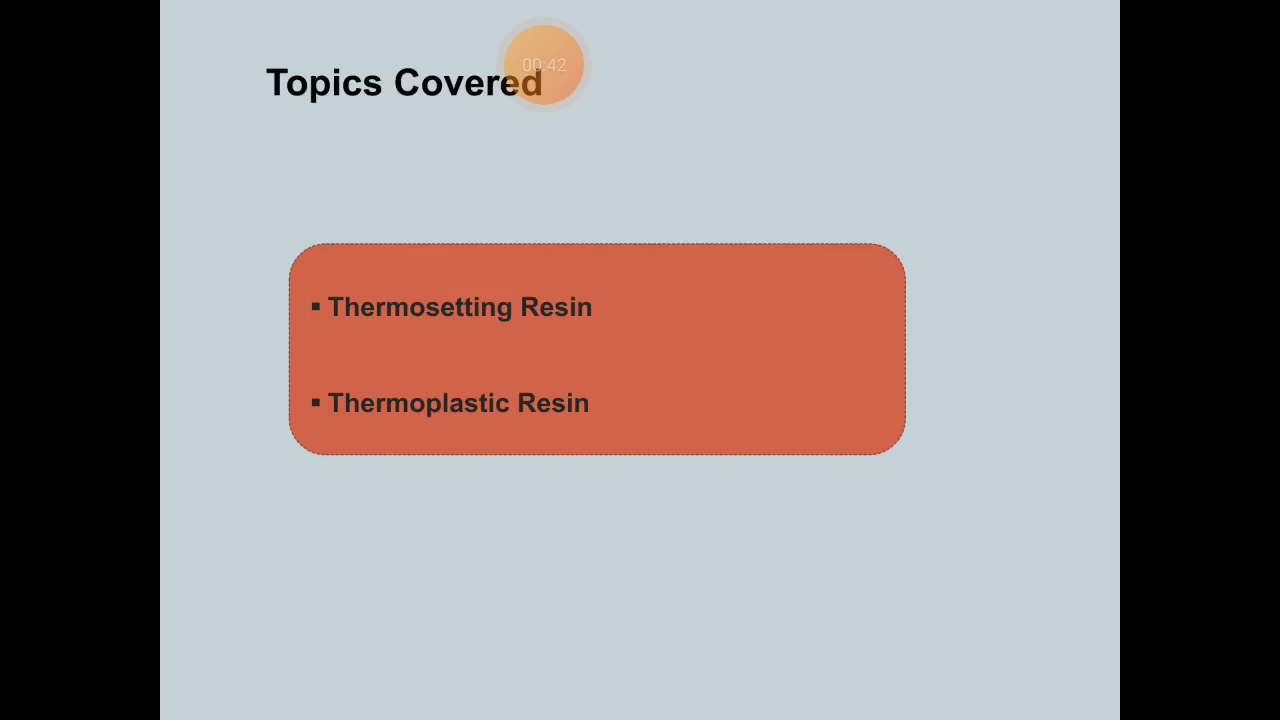 Topics Covered
00:42
▪ Thermosetting Resin
▪ Thermoplastic Resin